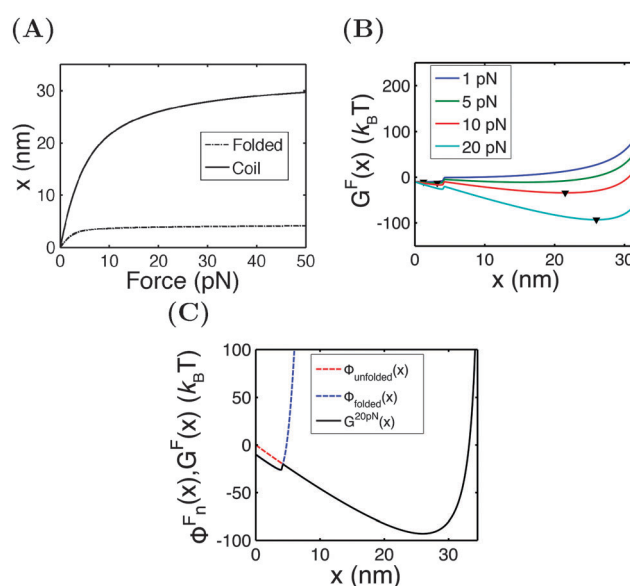 (A)
x (nm)
30
20
10
0
0 10 20 30 40 50
Force (pN)
Folded
Coil
(B)
G^F(x) (k_BT)
200
100
0
-100
0 10 20 30
x (nm)
1 pN
5 pN
10 pN
20 pN
(C)
Φ^F_n(x),G^F(x) (k_BT)
100
50
0
-50
-100
0 10 20 30
x (nm)
Φ_unfolded(x)
Φ_folded(x)
G^20pN(x)